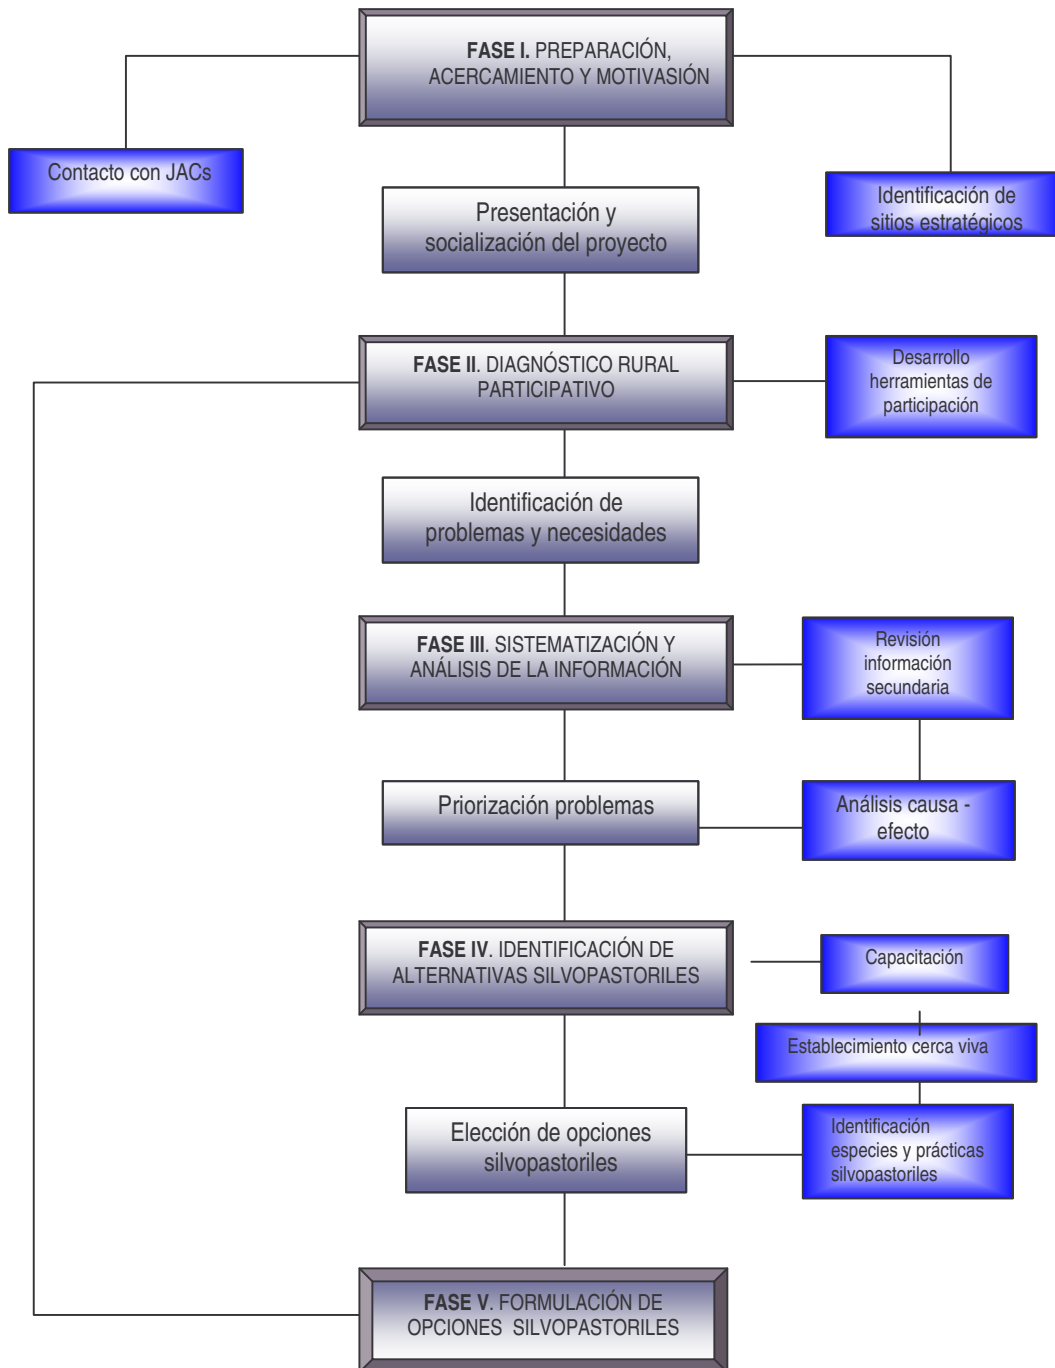 FASE I. PREPARACIÓN,
ACERCAMIENTO Y MOTIVASIÓN
Contacto con JACs
Identificación de
sitios estratégicos
Presentación y
socialización del proyecto
FASE II. DIAGNÓSTICO RURAL
PARTICIPATIVO
Desarrollo
herramientas de
participación
Identificación de
problemas y necesidades
FASE III. SISTEMATIZACIÓN Y
ANÁLISIS DE LA INFORMACIÓN
Revisión
información
secundaria
Priorización problemas
Análisis causa -
efecto
FASE IV. IDENTIFICACIÓN DE
ALTERNATIVAS SILVOPASTORILES
Capacitación
Establecimiento cerca viva
Elección de opciones
silvopastoriles
Identificación
especies y prácticas
silvopastoriles
FASE V. FORMULACIÓN DE
OPCIONES SILVOPASTORILES